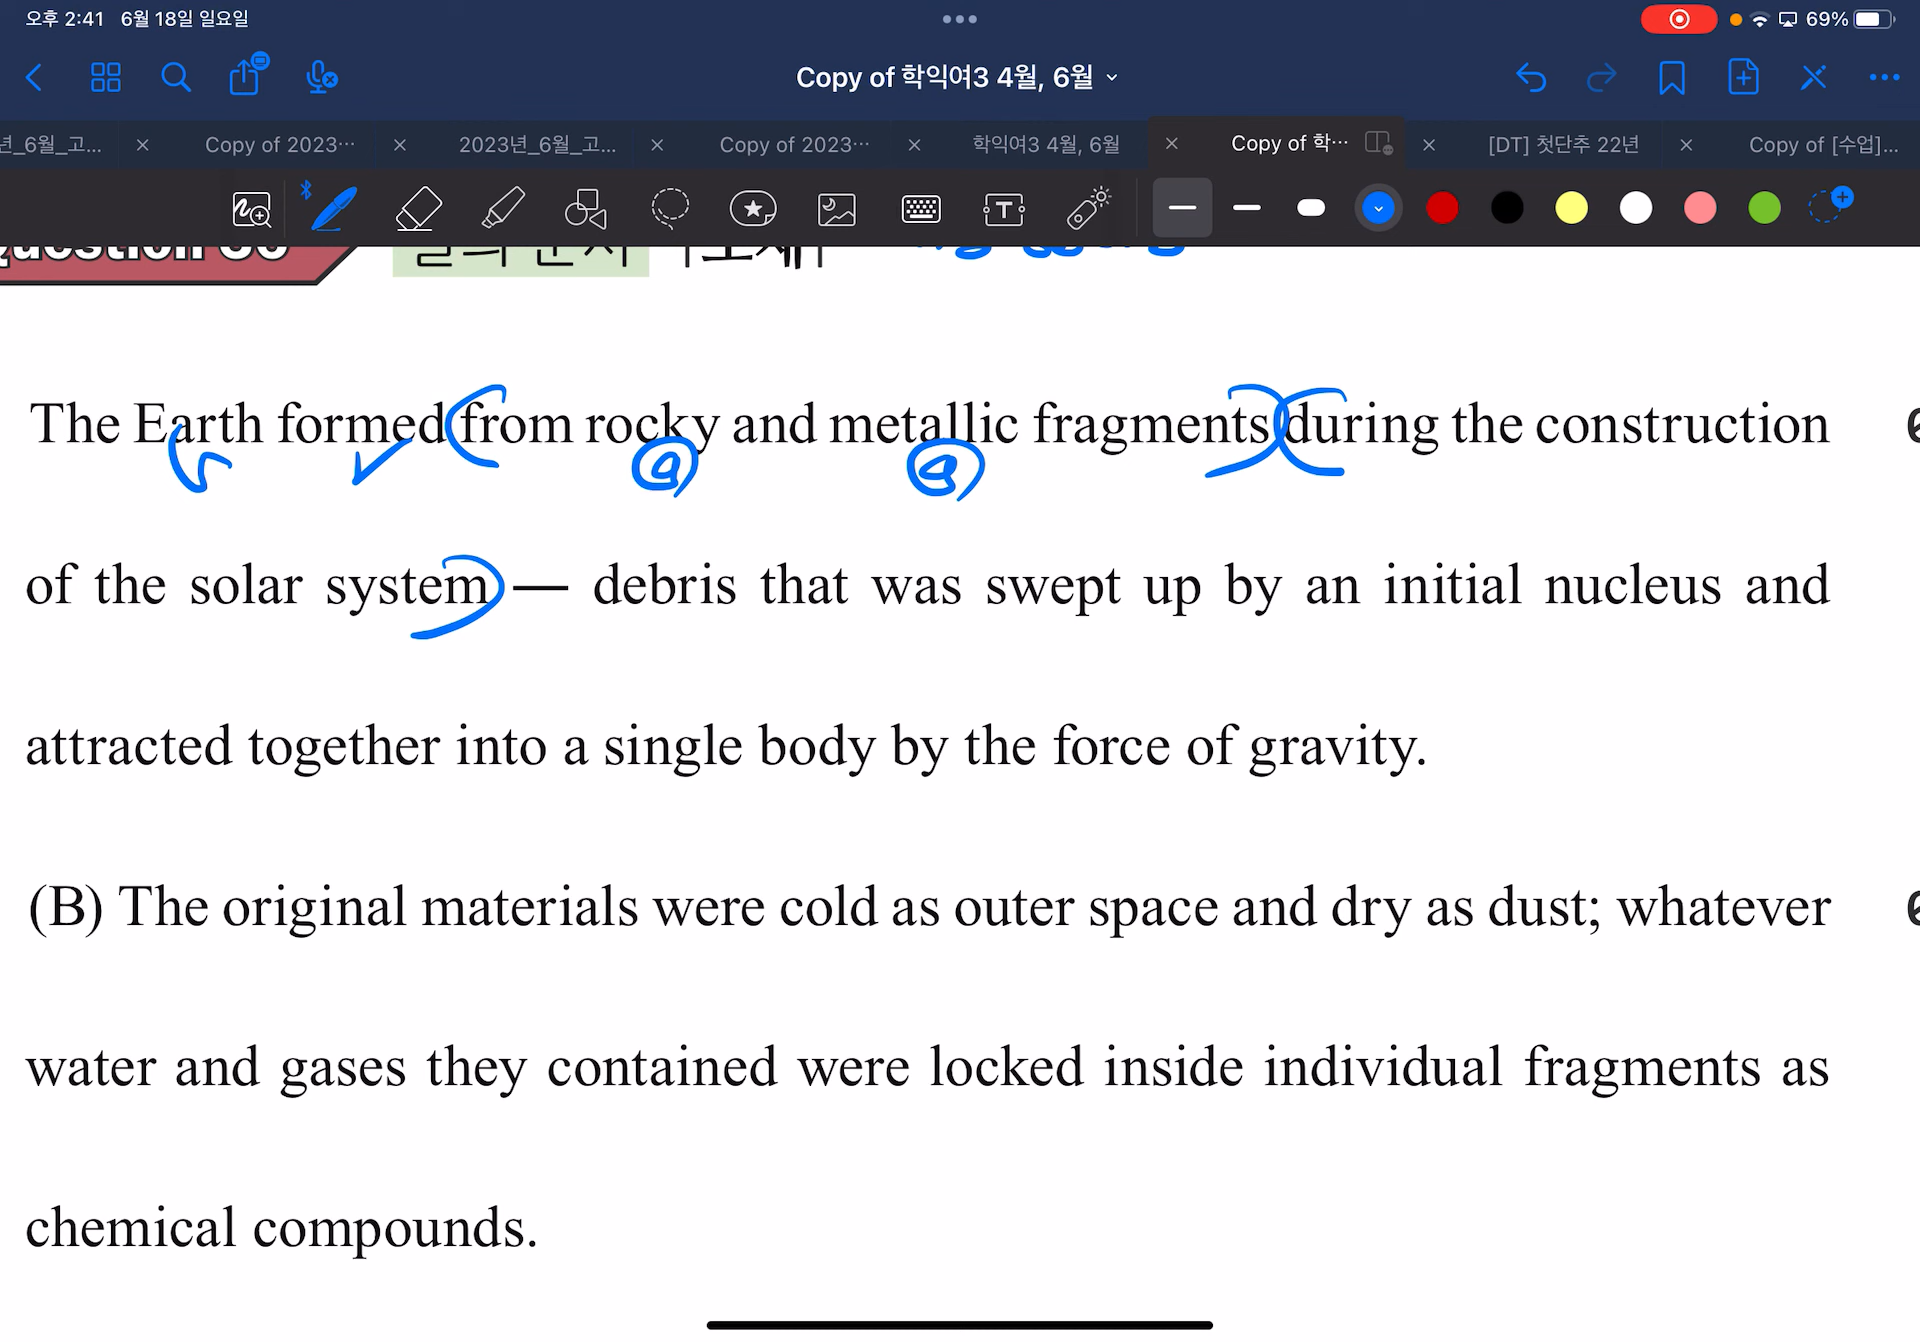 오후 2:41 6월 18일 일요일
69%
Copy of 학익여3 4월, 6월
년_6월_고... Copy of 2023... 2023년_6월_고... Copy of 2023... 학익여3 4월, 6월 Copy of 학... [DT] 첫단추 22년 Copy of [수업]...
The Earth formed from rocky and metallic fragments during the construction
of the solar system — debris that was swept up by an initial nucleus and
attracted together into a single body by the force of gravity.
(B) The original materials were cold as outer space and dry as dust; whatever
water and gases they contained were locked inside individual fragments as
chemical compounds.